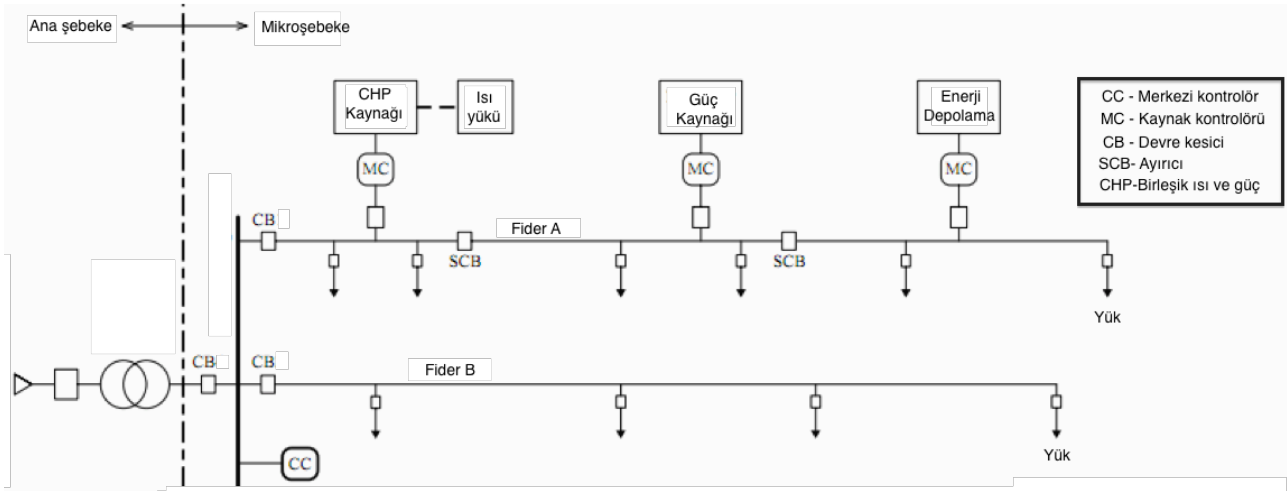 Ana şebeke
Mikroşebeke
CHP
Kaynağı
Isı
yükü
Güç
Kaynağı
Enerji
Depolama
CC - Merkezi kontrolör
MC - Kaynak kontrolörü
CB - Devre kesici
SCB- Ayırıcı
CHP-Birleşik ısı ve güç
MC
MC
MC
CB
Fider A
SCB
SCB
Yük
CB
CB
Fider B
Yük
CC